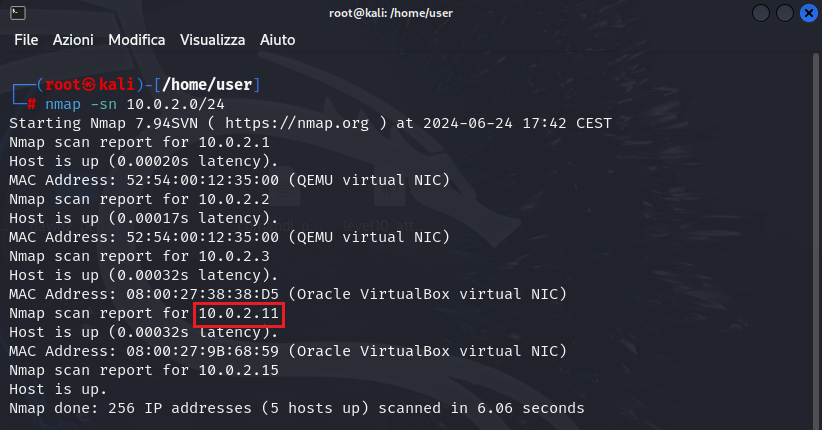 root@kali: /home/user
File Azioni Modifica Visualizza Aiuto
┌──(root㉿kali)-[/home/user]
└─# nmap -sn 10.0.2.0/24
Starting Nmap 7.94SVN ( https://nmap.org ) at 2024-06-24 17:42 CEST
Nmap scan report for 10.0.2.1
Host is up (0.00020s latency).
MAC Address: 52:54:00:12:35:00 (QEMU virtual NIC)
Nmap scan report for 10.0.2.2
Host is up (0.00017s latency).
MAC Address: 52:54:00:12:35:00 (QEMU virtual NIC)
Nmap scan report for 10.0.2.3
Host is up (0.00032s latency).
MAC Address: 08:00:27:38:38:D5 (Oracle VirtualBox virtual NIC)
Nmap scan report for 10.0.2.11
Host is up (0.00032s latency).
MAC Address: 08:00:27:9B:68:59 (Oracle VirtualBox virtual NIC)
Nmap scan report for 10.0.2.15
Host is up.
Nmap done: 256 IP addresses (5 hosts up) scanned in 6.06 seconds